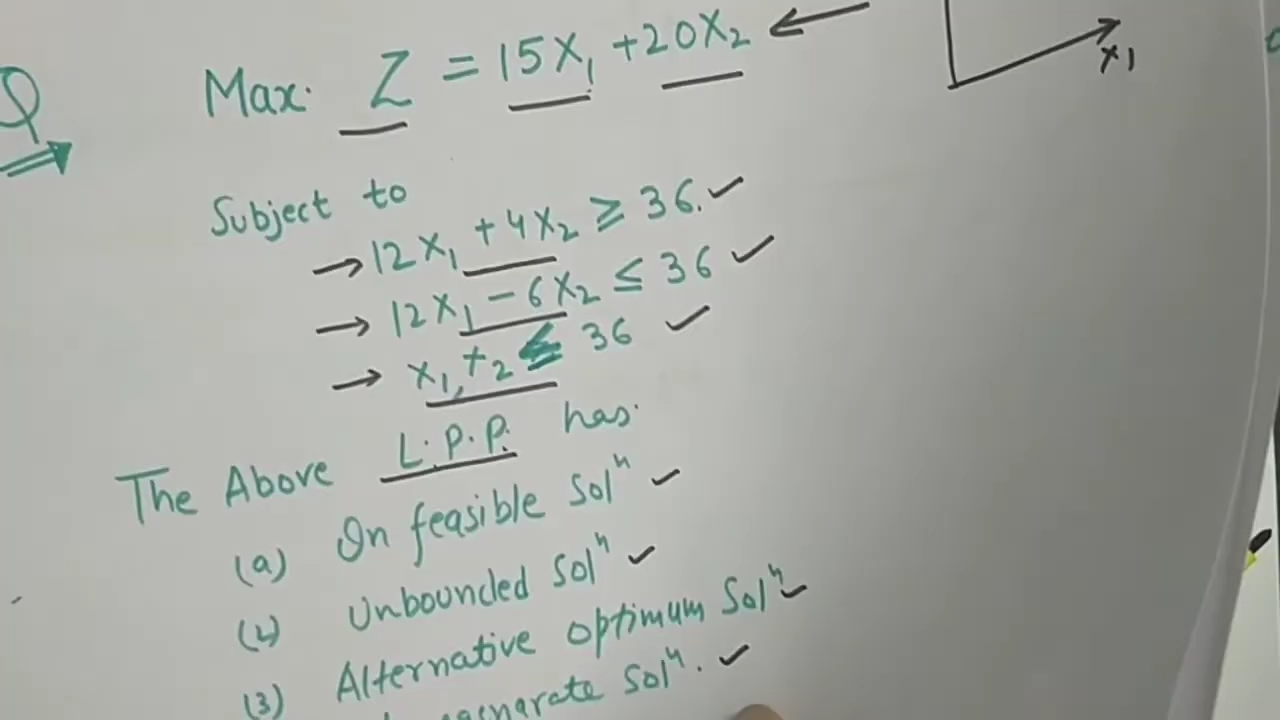 Q
Max. Z = 15X₁ + 20X₂
X₁
Subject to
12X₁ + 4X₂ ≥ 36.
12X₁ - 6X₂ ≤ 36
X₁, X₂ ≤ 36
The Above L.P.P. has
(a) In feasible Solⁿ
(2) Unbounded Solⁿ
(3) Alternative optimum Solⁿ
Solⁿ.